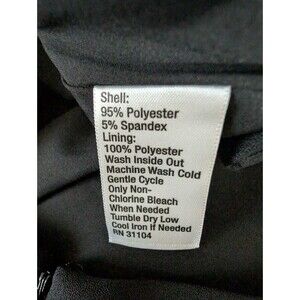 Shell:
95% Polyester
5% Spandex
Lining:
100% Polyester
Wash Inside Out
Machine Wash Cold
Gentle Cycle
Only Non-
Chlorine Bleach
When Needed
Tumble Dry Low
Cool Iron if Needed
RN 31104